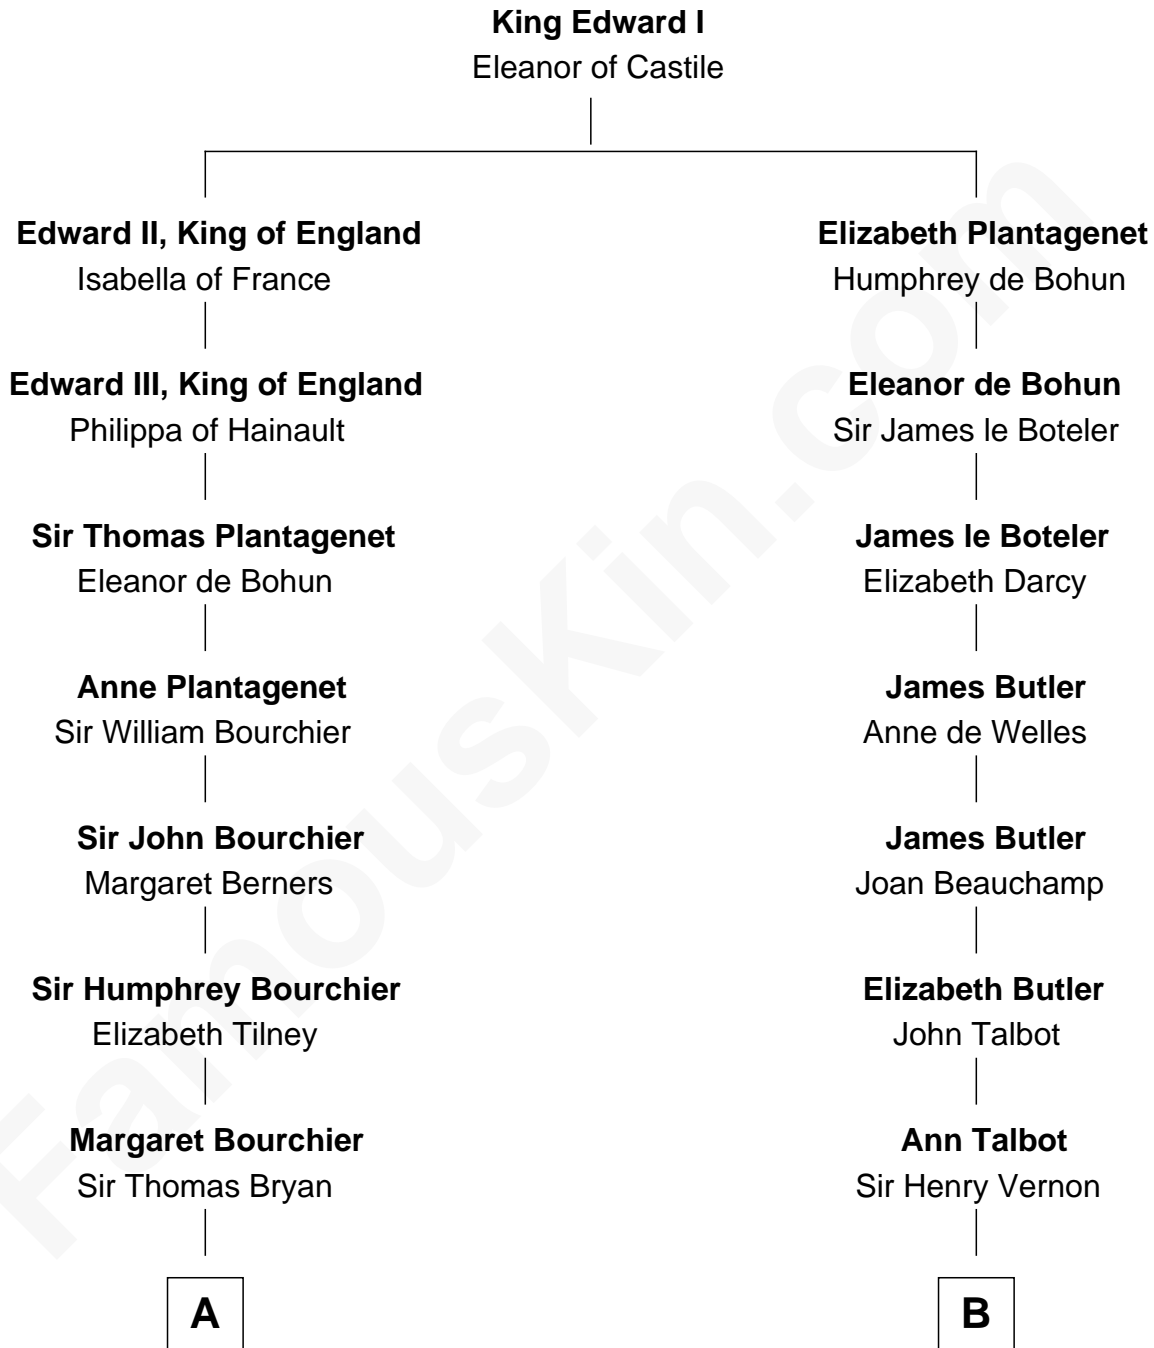 King Edward I
Eleanor of Castile
Edward II, King of England
Isabella of France
Elizabeth Plantagenet
Humphrey de Bohun
Edward III, King of England
Philippa of Hainault
Eleanor de Bohun
Sir James le Boteler
Sir Thomas Plantagenet
Eleanor de Bohun
James le Boteler
Elizabeth Darcy
Anne Plantagenet
Sir William Bourchier
James Butler
Anne de Welles
Sir John Bourchier
Margaret Berners
James Butler
Joan Beauchamp
Sir Humphrey Bourchier
Elizabeth Tilney
Elizabeth Butler
John Talbot
Margaret Bourchier
Sir Thomas Bryan
Ann Talbot
Sir Henry Vernon
A
B
FamousKin.com